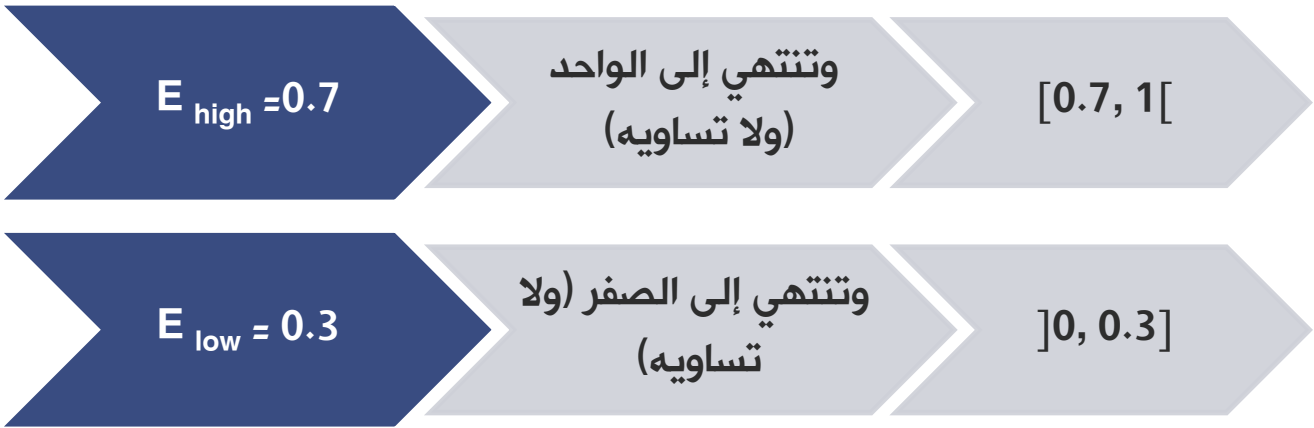 E high =0.7
وتنتهي إلى الواحد
(ولا تساويه)
[0.7, 1[
E low = 0.3
وتنتهي إلى الصفر (ولا
تساويه)
]0, 0.3]